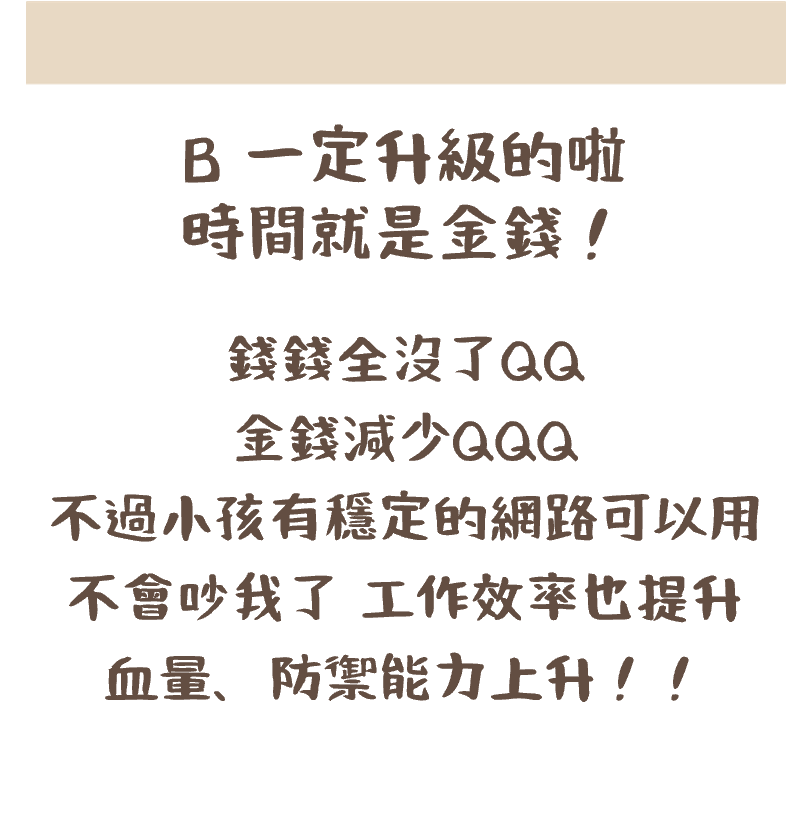 B 一定升級的啦
時間就是金錢！
錢錢全沒了QQ
金錢減少QQQ
不過小孩有穩定的網路可以用
不會吵我了 工作效率也提升
血量、防禦能力上升！！